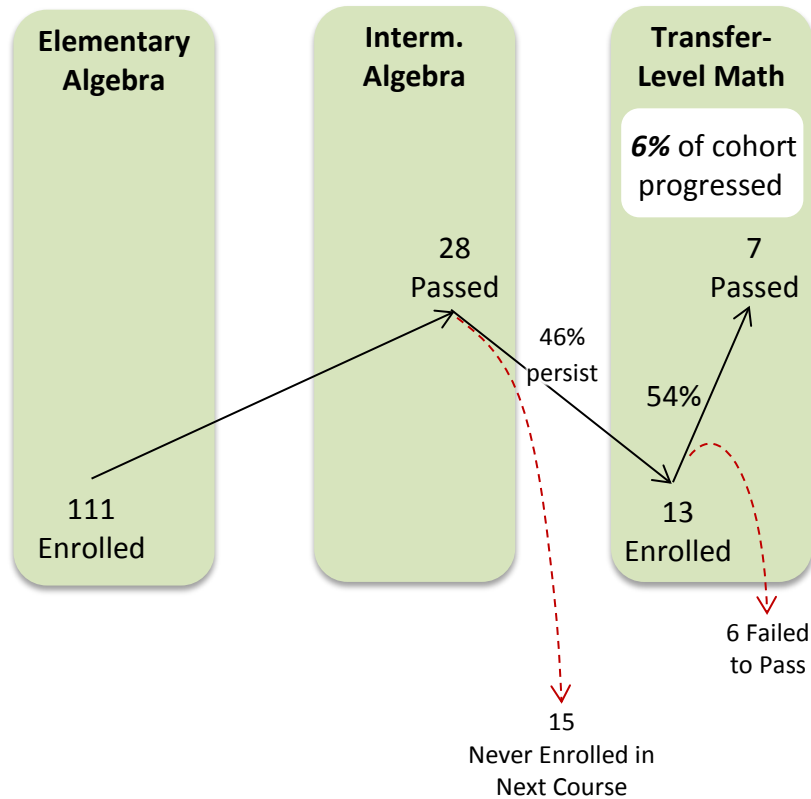 Elementary
Algebra
Interm.
Algebra
Transfer-
Level Math
6% of cohort
progressed
28
Passed
7
Passed
46%
persist
54%
111
Enrolled
13
Enrolled
6 Failed
to Pass
15
Never Enrolled in
Next Course